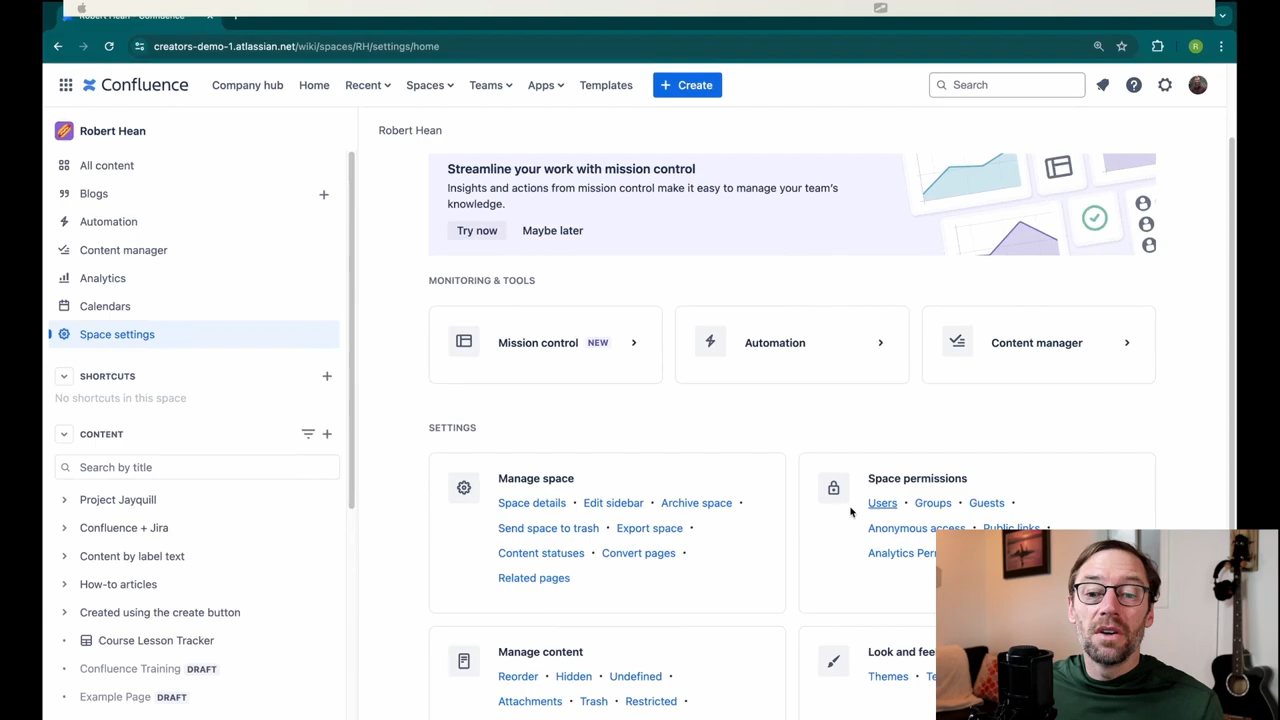 creators-demo-1.atlassian.net/wiki/spaces/RH/settings/home
R
Confluence
Company hub
Home
Recent
Spaces
Teams
Apps
Templates
+ Create
Search
Robert Hean
All content
Blogs
Automation
Content manager
Analytics
Calendars
Space settings
SHORTCUTS
No shortcuts in this space
CONTENT
Search by title
Project Jayquill
Confluence + Jira
Content by label text
How-to articles
Created using the create button
Course Lesson Tracker
Confluence Training DRAFT
Example Page DRAFT
Robert Hean
Streamline your work with mission control
Insights and actions from mission control make it easy to manage your team's
knowledge.
Try now
Maybe later
MONITORING & TOOLS
Mission control NEW
Automation
Content manager
SETTINGS
Manage space
Space details • Edit sidebar • Archive space •
Send space to trash • Export space •
Content statuses • Convert pages •
Related pages
Space permissions
Users • Groups • Guests •
Anonymous access • Public links •
Analytics
Manage content
Reorder • Hidden • Undefined •
Attachments • Trash • Restricted •
Look and
Themes •